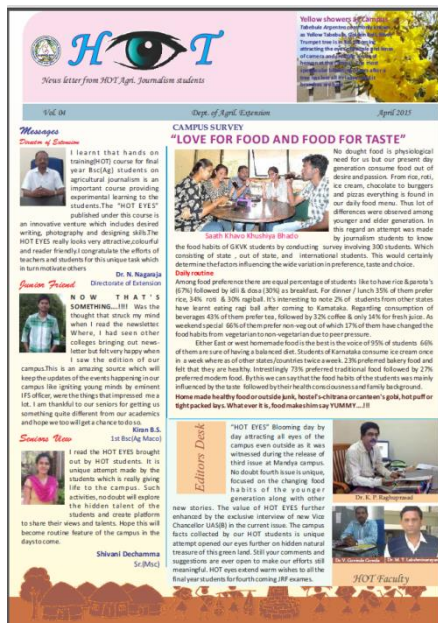 HOT
News letter from HOT Agri. Journalism students
Yellow showers at Campus
Vol. 04
Dept. of Agril. Extension
April 2015
Messages
Director of Extension
I learnt that hands on
training(HOT) course for final
year Bsc(Ag) students on
agricultural journalism is an
important course providing
experimental learning to the
students.The "HOT EYES"
published under this course is
an innovative venture which includes desired
writing, photography and designing skills.The
HOT EYES really looks very attractive,colourful
and reader friendly.I congratulate the efforts of
teachers and students for this unique task which
in turn motivate others
Dr. N. Nagaraja
Directorate of Extension
Junior Friend
NOW THAT'S
SOMETHING....!!! Was the
thought that struck my mind
when I read the newsletter.
Where, I had seen other
colleges bringing out news-
letter but felt very happy when
I saw the edition of our
campus.This is an amazing source which will
keep the updates of the events happening in our
campus like igniting young minds by eminent
IFS officer, were the things that impressed me a
lot. I am thankful to our seniors for getting us
something quite different from our academics
and hope we too will get a chance to do so.
Kiran B.S.
1st Bsc(Ag Maco)
Seniors View
I read the HOT EYES brought
out by HOT students. It is
unique attempt made by the
students which is really giving
life to the campus. Such
activities, no doubt will explore
the hidden talent of the
students and create platform
to share their views and talents. Hope this will
become routine feature of the campus in the
days to come.
Shivani Dechamma
Sr.(Msc)
CAMPUS SURVEY
"LOVE FOR FOOD AND FOOD FOR TASTE"
Saath Khavo Khushiya Bhado
No dought food is physiological
need for us but our present day
generation consume food out of
desire and passion. From rice, roti,
ice cream, chocolate to burggers
and pizzas everything is found in
our daily food menu. Thus lot of
differences were observed among
younger and elder generation. In
this regard an attempt was made
by journalism students to know
the food habits of GKVK students by conducting survey involving 300 students. Which
consisting of state , out of state, and international students. This would certainly
determine the factors influencing the wide variation in preference, taste and choice.
Daily routine
Among food preference there are equal percentage of students like to have rice &parota's
(67%) followed by idli & dosa (30%) as breakfast. For dinner / lunch 35% of them prefer
rice, 34% roti & 30% ragiball. It's interesting to note 2% of students from other states
have learnt eating ragi ball after coming to Karnataka. Regarding consumption of
beverages 43% of them prefer tea, followed by 32% coffee & only 14% for fresh juice. As
weekend special 66% of them prefer non-veg out of which 17% of them have changed the
food habits from vegetarian to non-vegetarian due to peer pressure.
Either East or west homemade food is the best is the voice of 95% of students 66%
of them are sure of having a balanced diet. Students of Karnataka consume ice cream once
in a week where as of other states/countries twice a week. 23% preferred bakery food and
felt that they are healthy. Intrestingly 73% preferred traditional food followed by 27%
preferred modern food. By this we can say that the food habits of the students was mainly
influenced by the taste followed by their health consciousness and family background.
Home made healthy food or outside junk, hostel's-chitrana or canteen's gobi, hot puff or
tight packed lays. What ever it is, food makes him say YUMMY....!!!
Editors Desk
"HOT EYES" Blooming day by
day attracting all eyes of the
campus even outside as it was
witnessed during the release of
third issue at Mandya campus.
No doubt fourth issue is unique,
focused on the changing food
habits of the younger
generation along with other
new stories. The value of HOT EYES further
enhanced by the exclusive interview of new Vice
Chancellor UAS(B) in the current issue. The campus
facts collected by our HOT students is unique
attempt opened our eyes further on hidden natural
treasure of this green land. Still your comments and
suggestions are ever open to make our efforts still
meaningful. HOT eyes extend warm wishes to all the
final year students for fourth coming JRF exames.
Dr. K. P. Raghuprasad
HOT Faculty